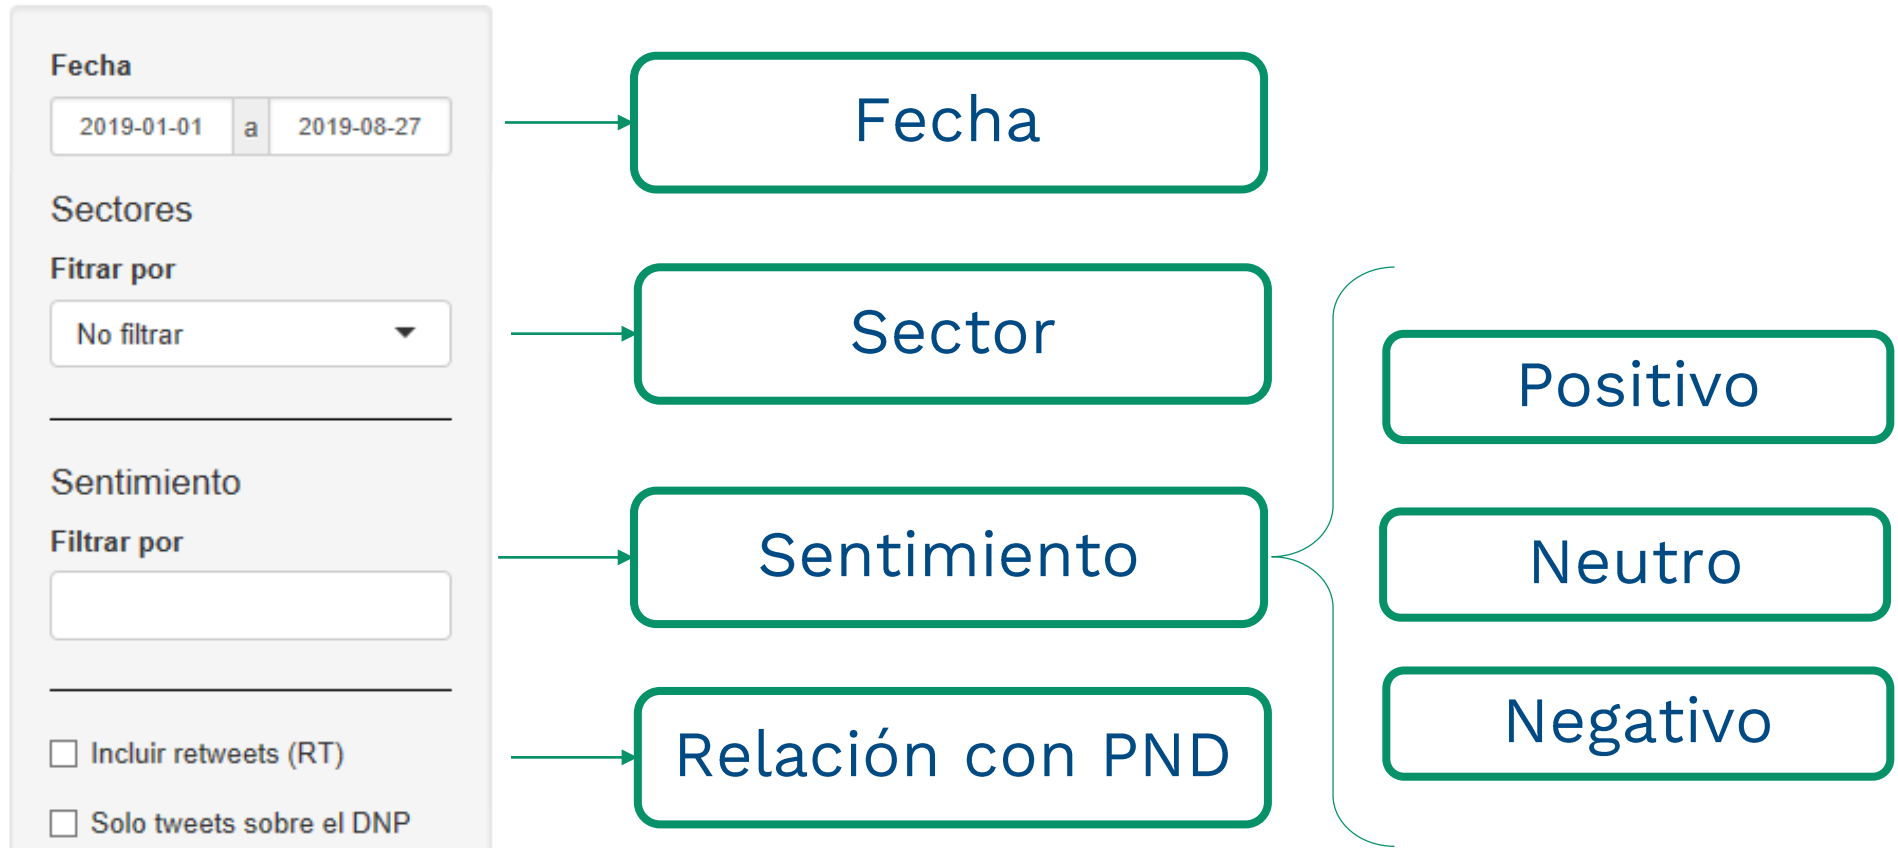 Fecha
2019-01-01 a 2019-08-27
Sectores
Fitrar por
No filtrar
Sentimiento
Filtrar por
Incluir retweets (RT)
Solo tweets sobre el DNP
Fecha
Sector
Sentimiento
Relación con PND
Positivo
Neutro
Negativo